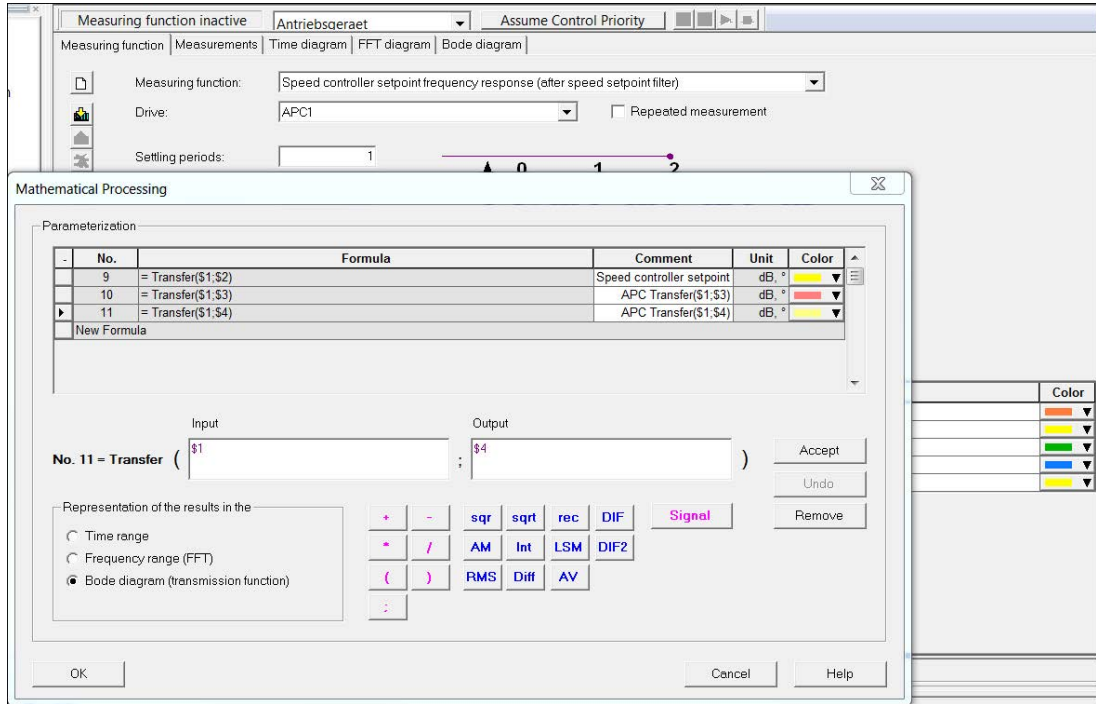 Measuring function inactive Antriebsgeraet Assume Control Priority
Measuring function Measurements Time diagram FFT diagram Bode diagram
Measuring function: Speed controller setpoint frequency response (after speed setpoint filter)
Drive: APC1 Repeated measurement
Settling periods: 1 0 1 2
Mathematical Processing
Parameterization
- No. Formula Comment Unit Color
9 = Transfer($1;$2) Speed controller setpoint dB, °
10 = Transfer($1;$3) APC Transfer($1;$3) dB, °
11 = Transfer($1;$4) APC Transfer($1;$4) dB, °
New Formula
Color
Input Output
No. 11 = Transfer ( $1 ; $4 ) Accept
Undo
Representation of the results in the + - sqr sqrt rec DIF Signal Remove
Time range
Frequency range (FFT) * / AM Int LSM DIF2
Bode diagram (transmission function) ( ) RMS Diff AV
;
OK Cancel Help